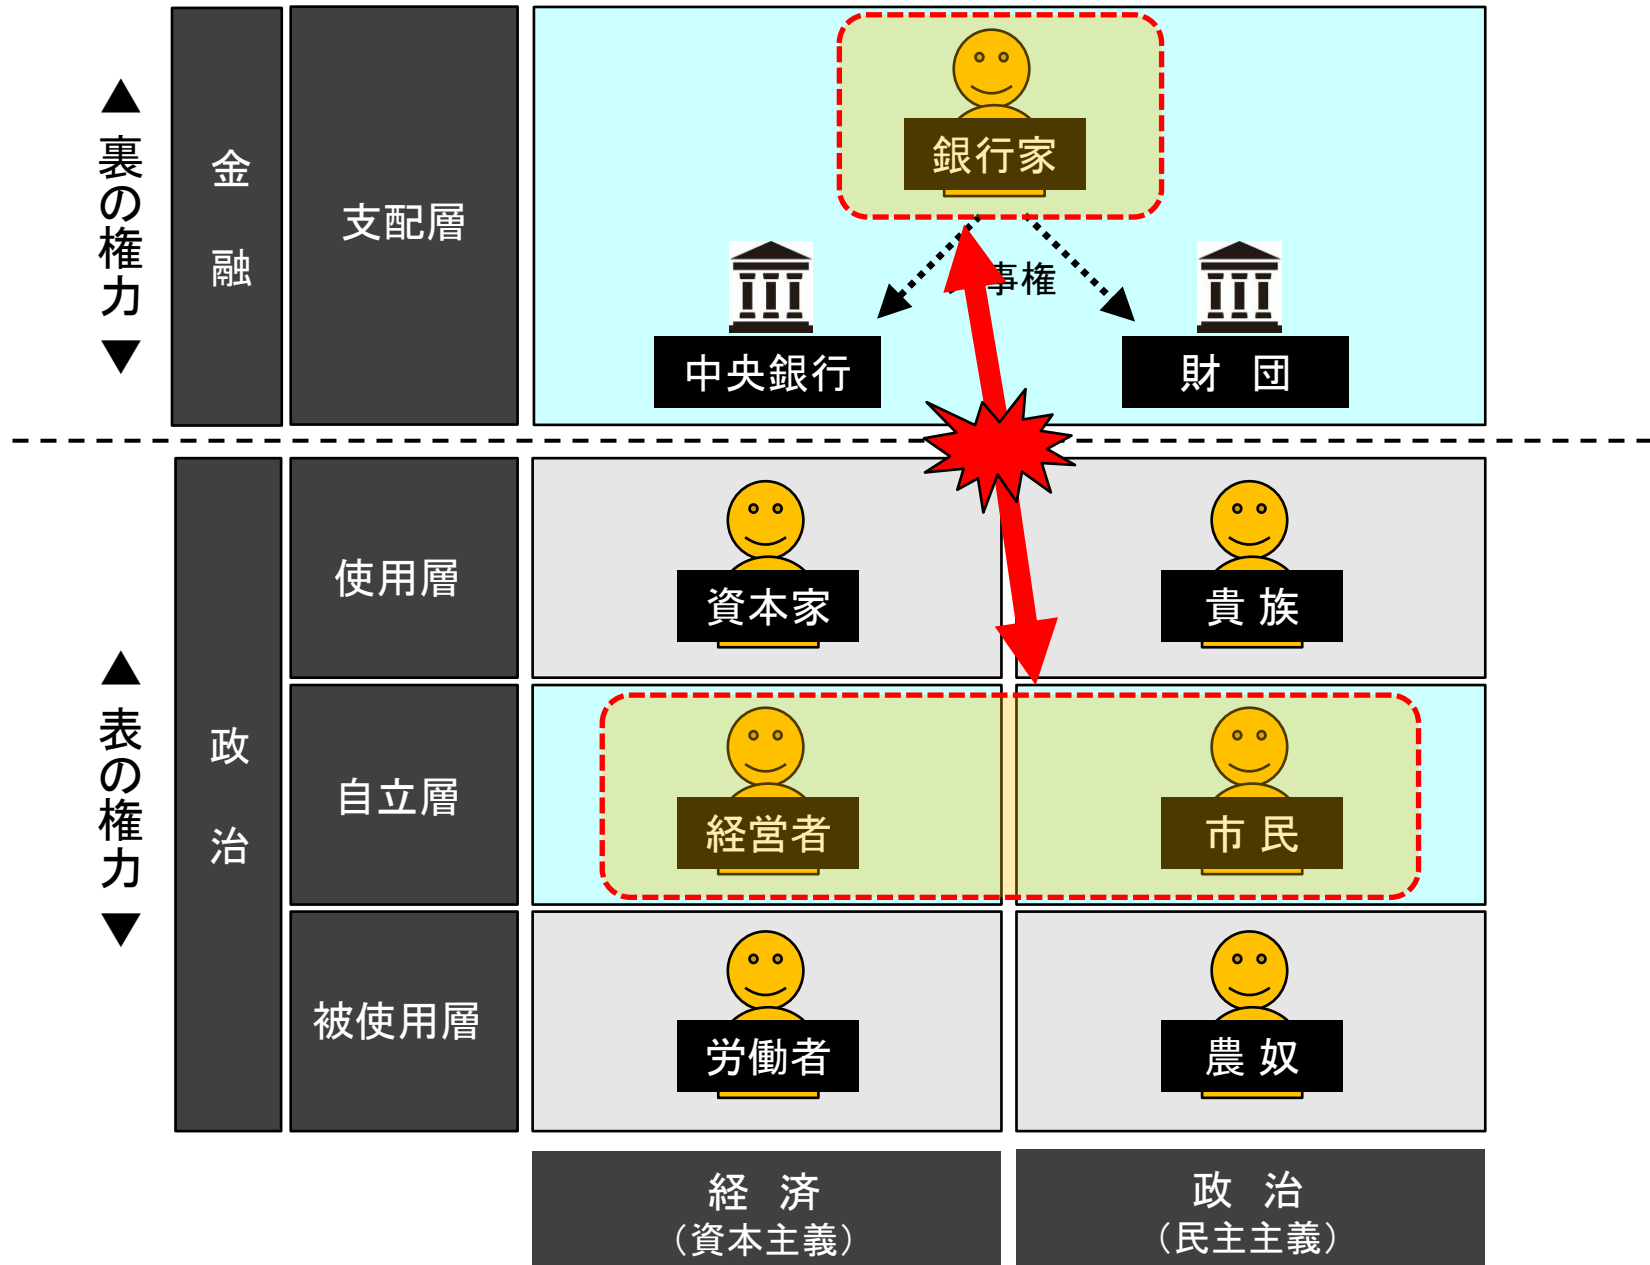 ▲裏の権力▼
金融
支配層
銀行家
事権
中央銀行
財団
▲表の権力▼
政治
使用層
資本家
貴族
自立層
経営者
市民
被使用層
労働者
農奴
経済
（資本主義）
政治
（民主主義）